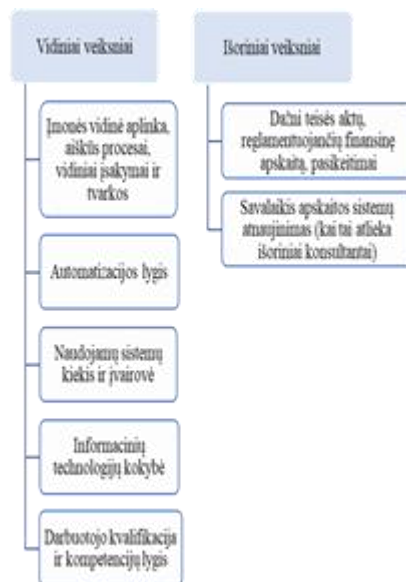 Vidiniai veiksniai
Įmonės vidinė aplinka,
aiškūs procesai,
vidiniai įsakymai ir
tvarkos
Automatizacijos lygis
Naudojamų sistemų
kiekis ir įvairovė
Informacinių
technologijų kokybė
Darbuotojo kvalifikacija
ir kompetencijų lygis
Išoriniai veiksniai
Dažni teisės aktų,
reglamentuojančių finansinę
apskaitą, pasikeitimai
Savalaikis apskaitos sistemų
atnaujinimas (kai tai atlieka
išoriniai konsultantai)